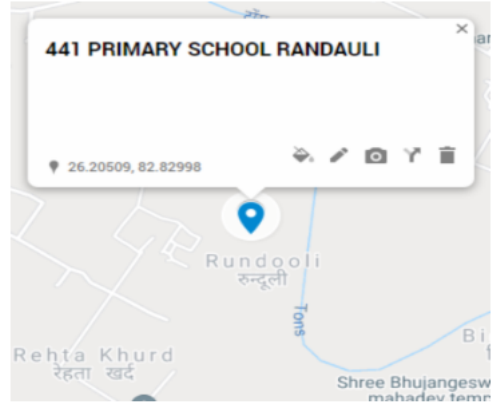 441 PRIMARY SCHOOL RANDAULI
26.20509, 82.82998
Rundooli
रुन्दूली
Tons
Rehta Khurd
रेहता खर्द
Shree Bhujangesw
mahadev temp